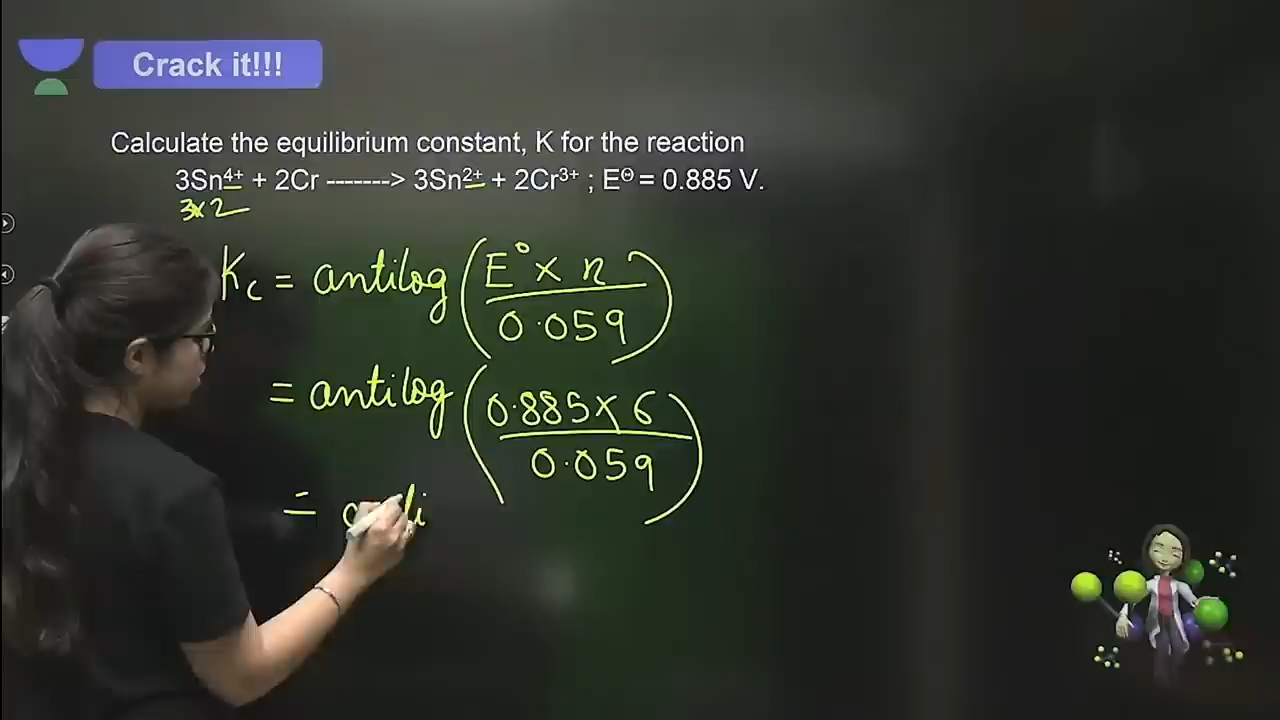 Crack it!!!
Calculate the equilibrium constant, K for the reaction
3Sn⁴⁺ + 2Cr -------> 3Sn²⁺ + 2Cr³⁺ ; E⊖ = 0.885 V.
3×2
Kc = antilog (E° × n / 0.059)
= antilog (0.885 × 6 / 0.059)
=